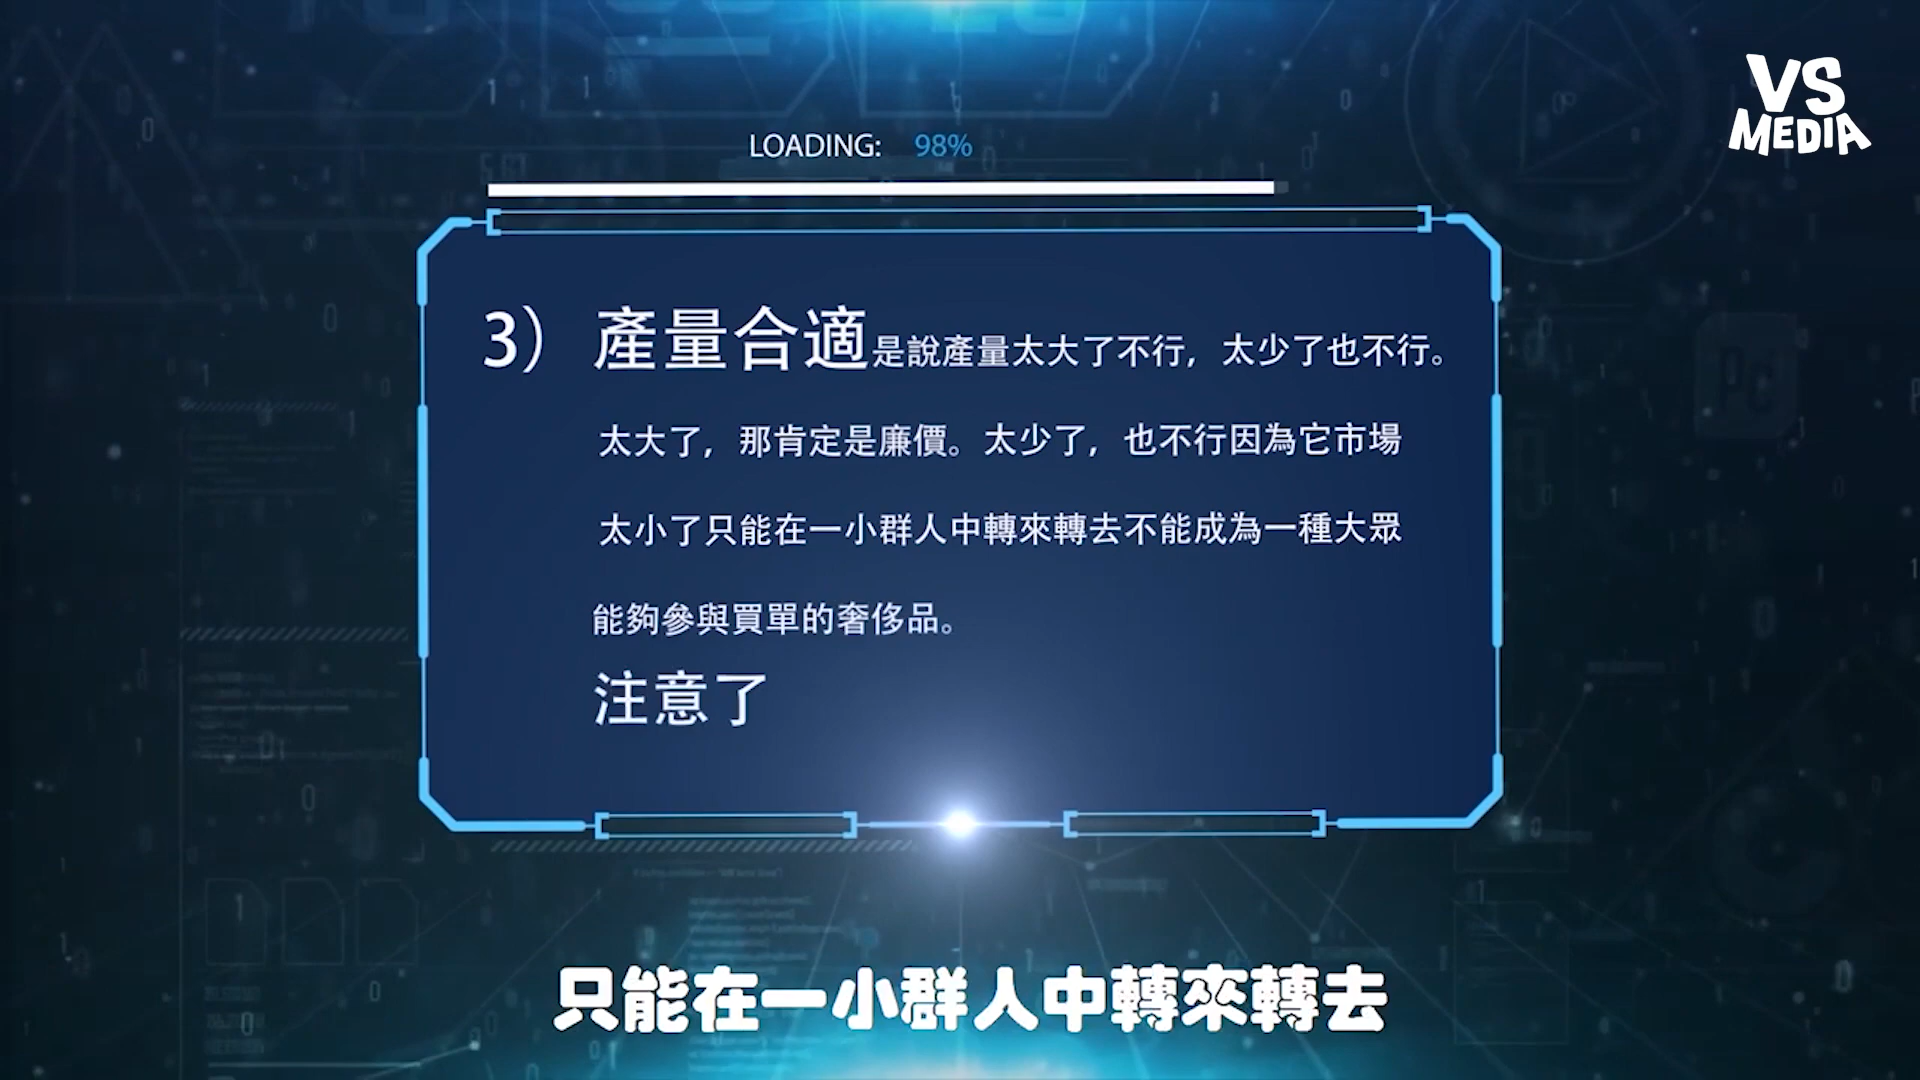 VS
MEDIA
LOADING: 98%
3) 產量合適是說產量太大了不行，太少了也不行。
太大了，那肯定是廉價。太少了，也不行因為它市場
太小了只能在一小群人中轉來轉去不能成為一種大眾
能夠參與買單的奢侈品。
注意了
只能在一小群人中轉來轉去